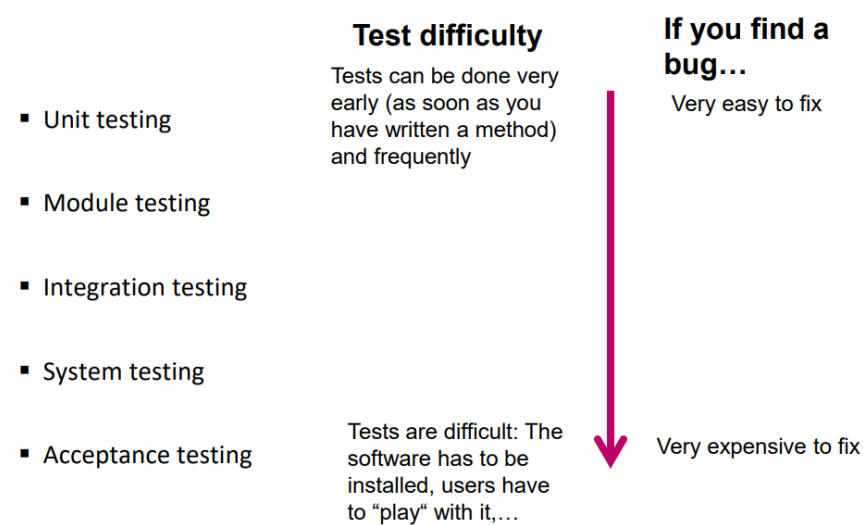 Test difficulty
If you find a
bug…
Tests can be done very
early (as soon as you
have written a method)
and frequently
Very easy to fix
▪ Unit testing
▪ Module testing
▪ Integration testing
▪ System testing
▪ Acceptance testing
Tests are difficult: The
software has to be
installed, users have
to “play“ with it,…
Very expensive to fix